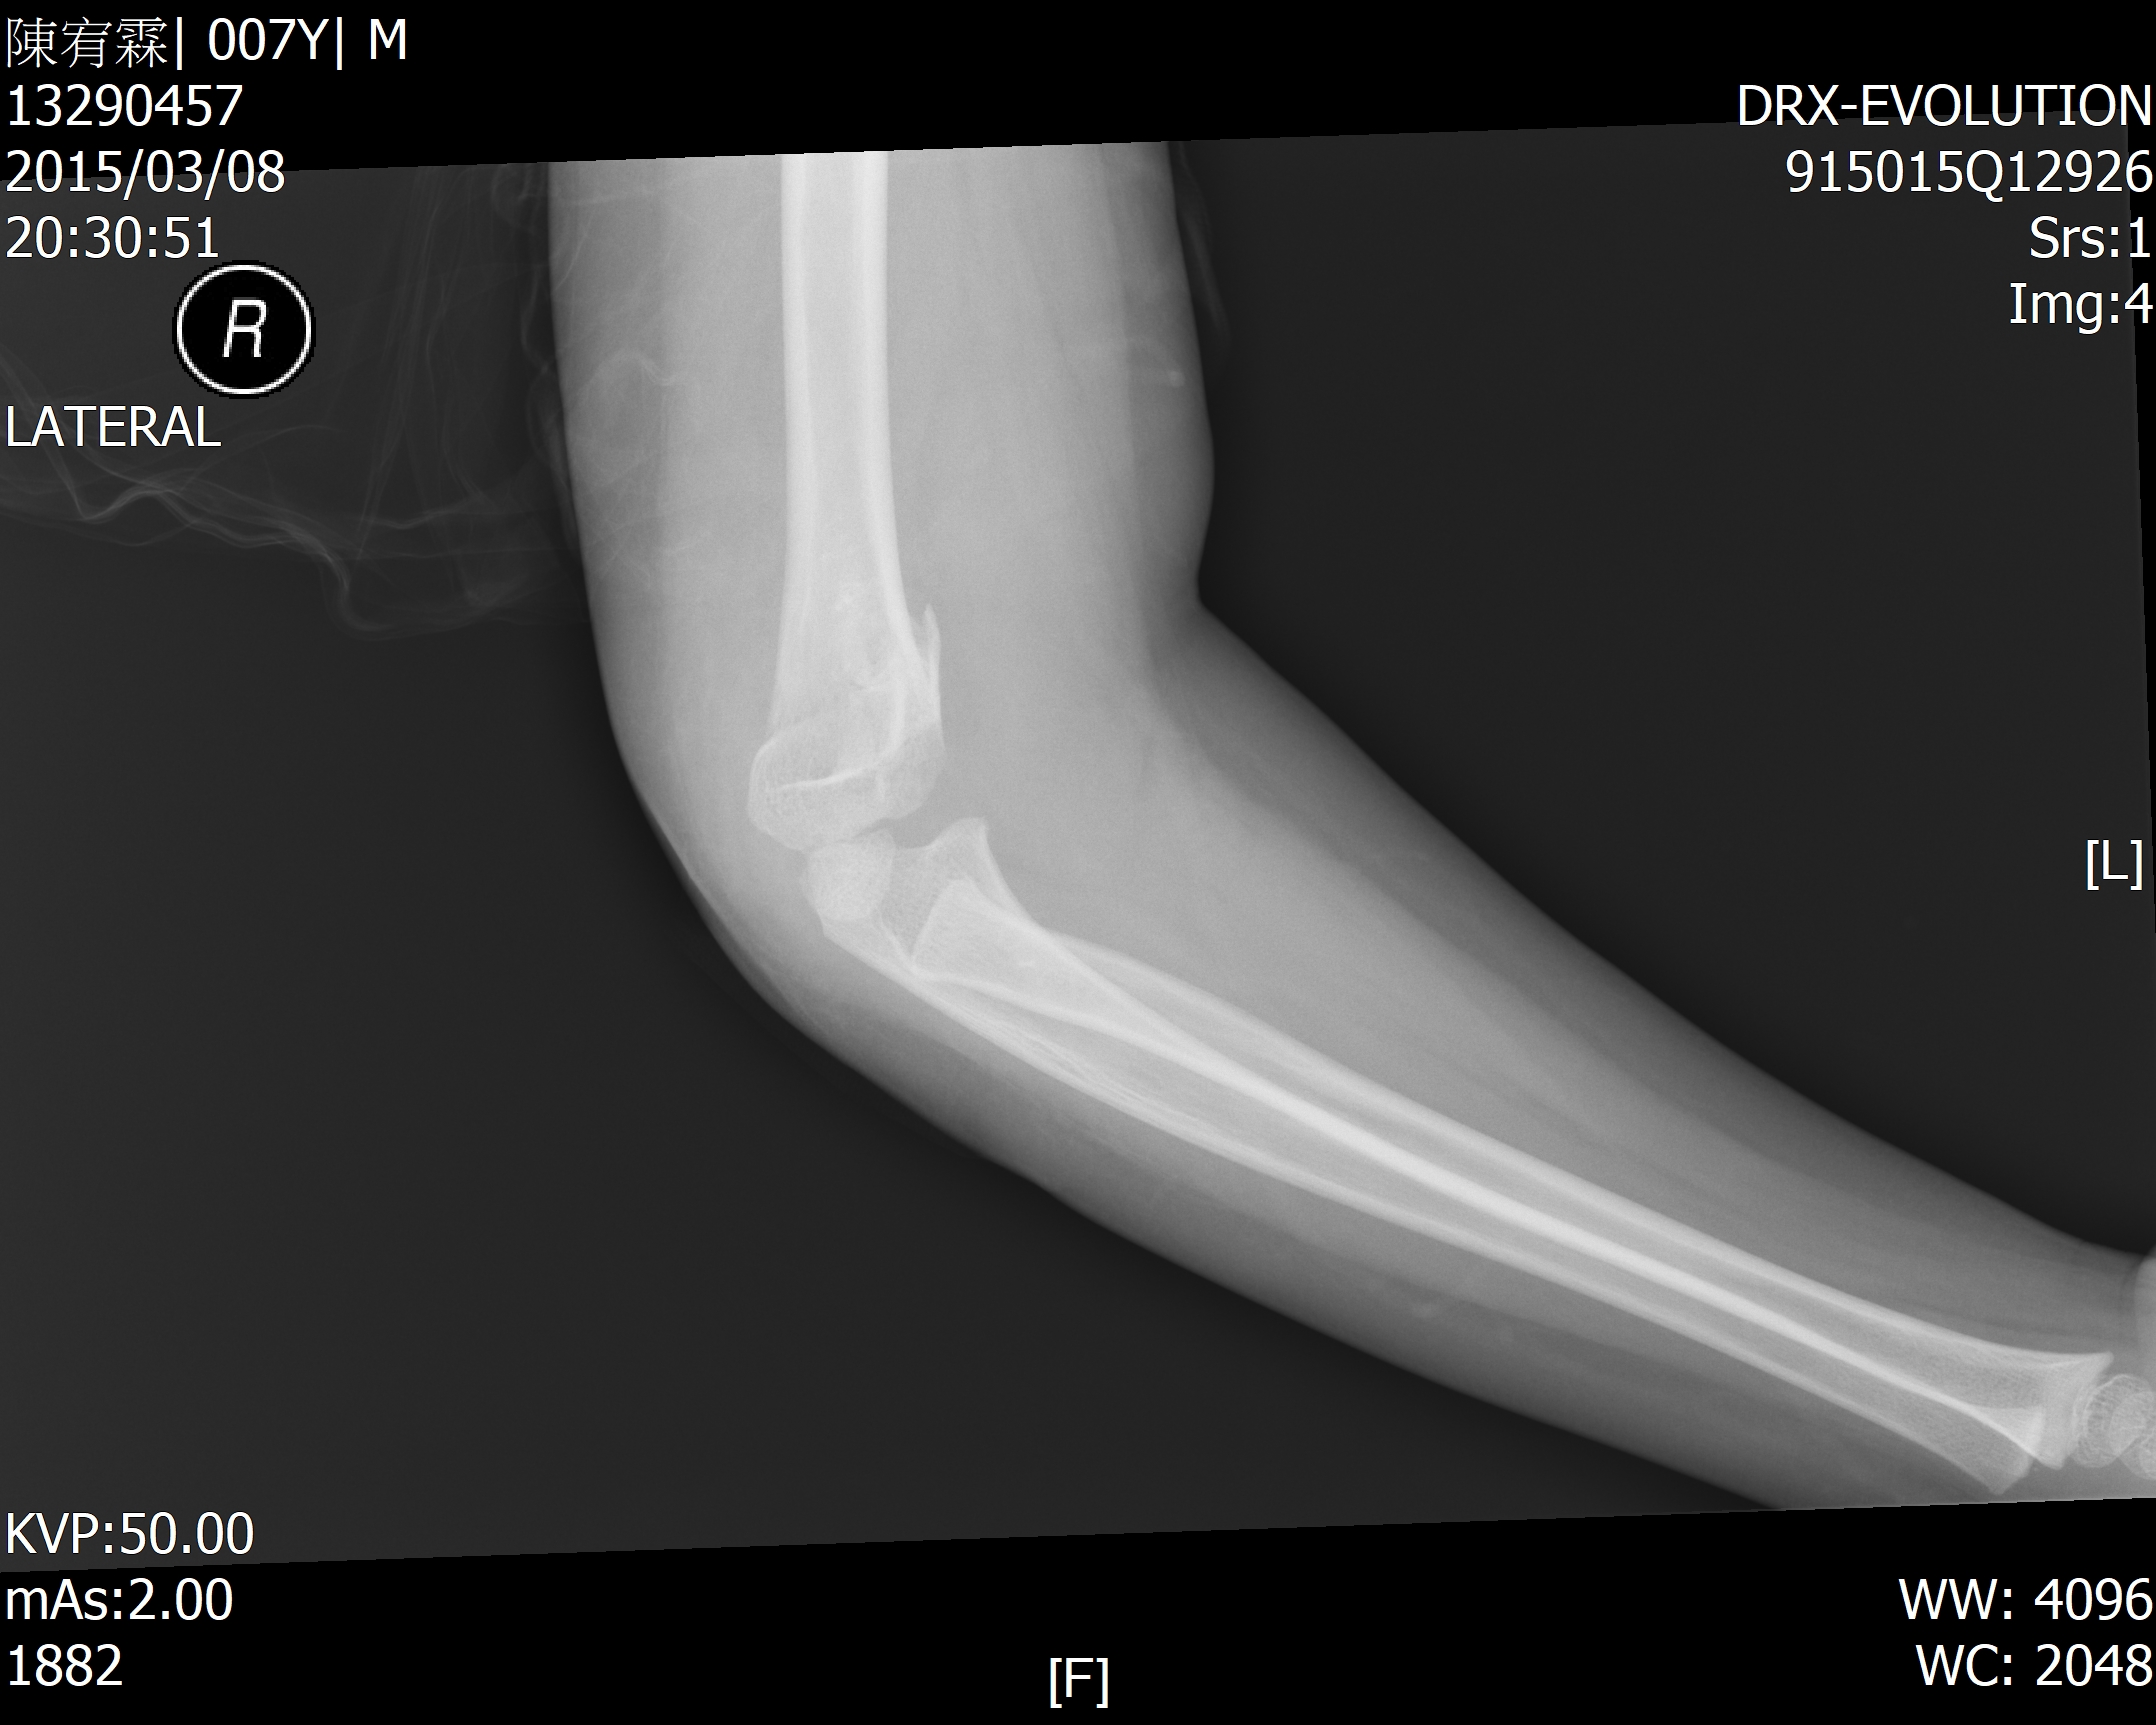 陳宥霖| 007Y| M
13290457
2015/03/08
20:30:51
R
LATERAL
DRX-EVOLUTION
915015Q12926
Srs:1
Img:4
[L]
KVP:50.00
mAs:2.00
1882
[F]
WW: 4096
WC: 2048